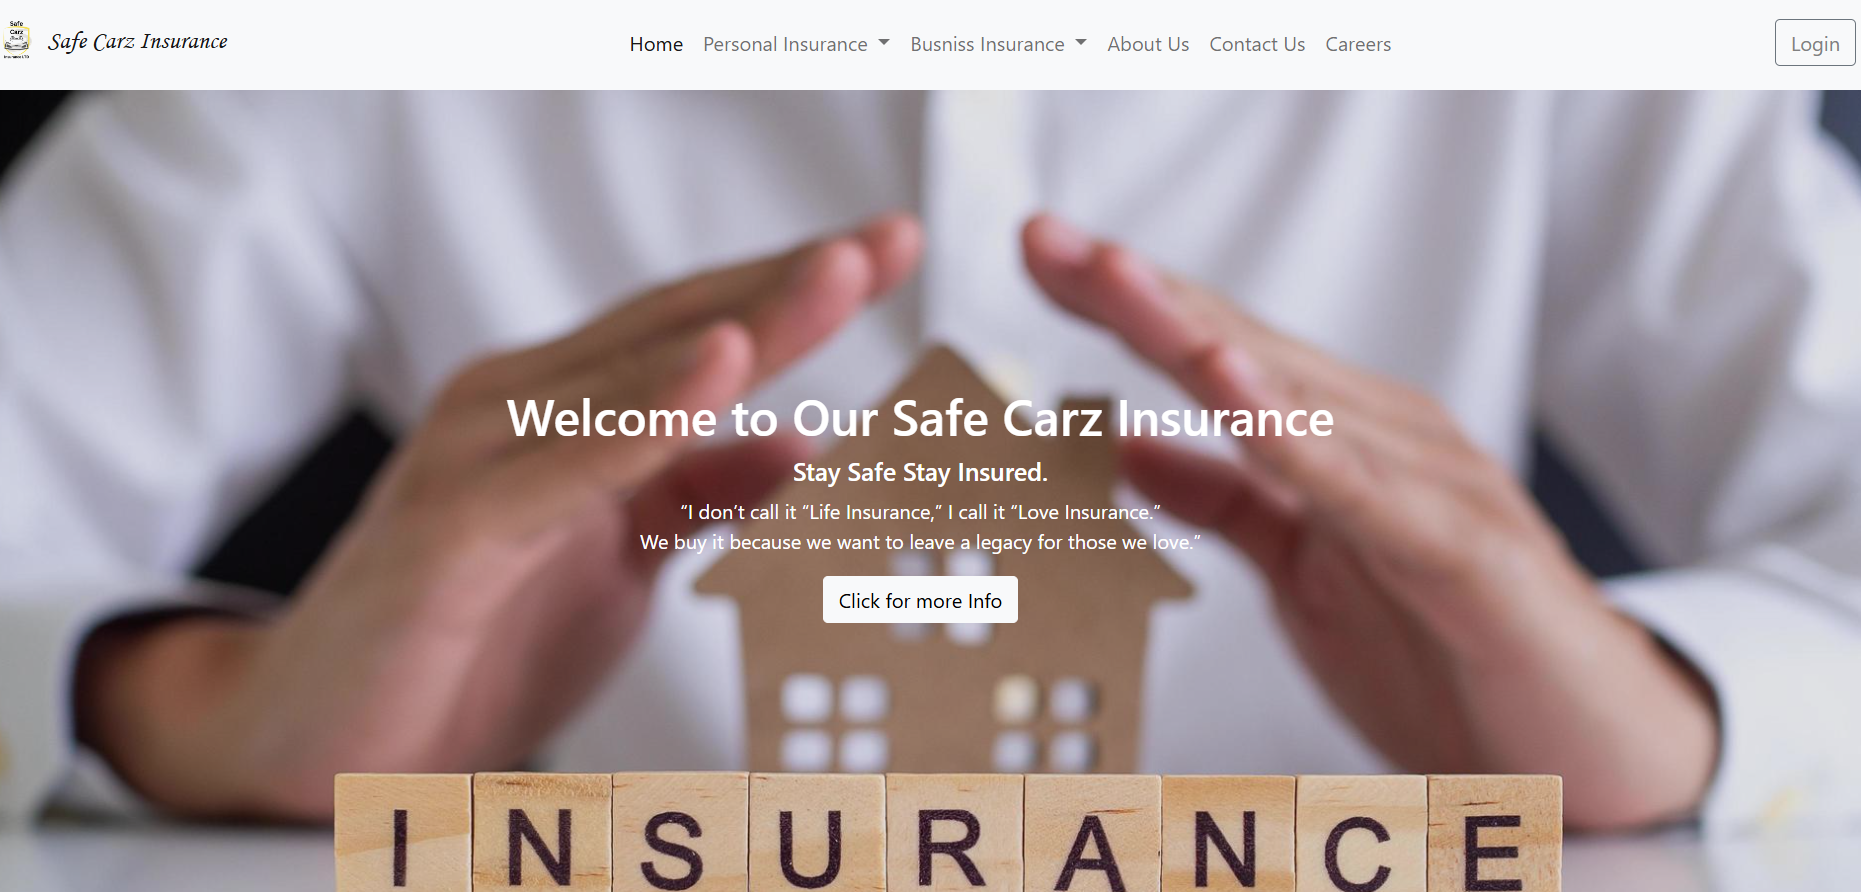 Safe
Carz
Insurance LTD
Safe Carz Insurance
Home Personal Insurance Busniss Insurance About Us Contact Us Careers
Login
Welcome to Our Safe Carz Insurance
Stay Safe Stay Insured.
“I don’t call it “Life Insurance,” I call it “Love Insurance.”
We buy it because we want to leave a legacy for those we love.”
Click for more Info
INSURANCE